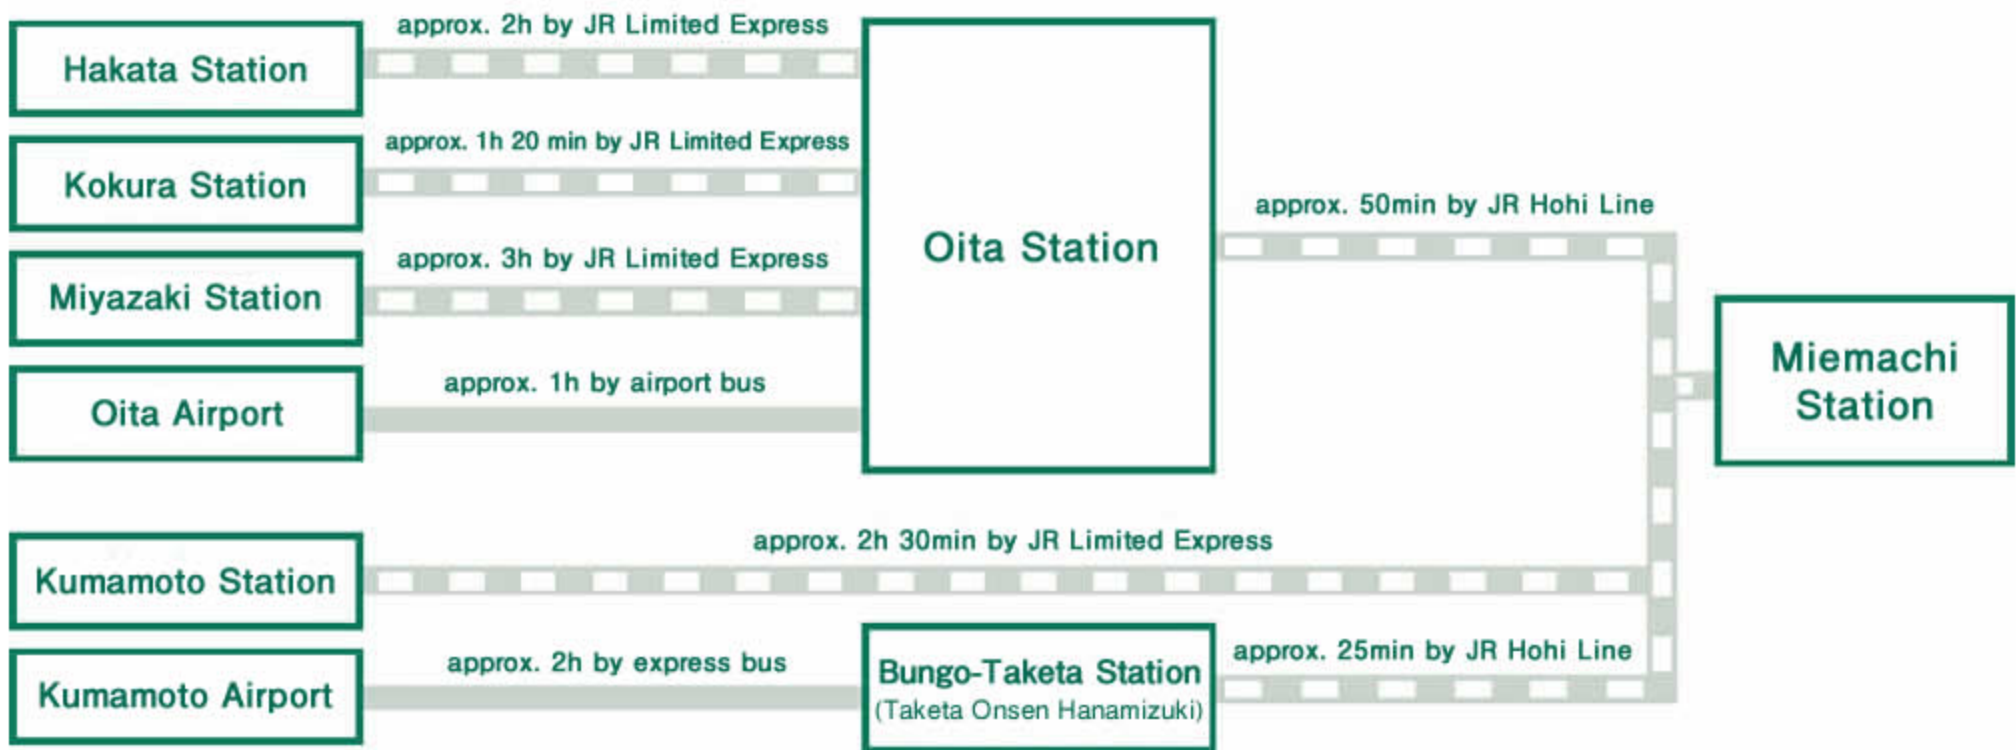 approx. 2h by JR Limited Express
Hakata Station
approx. 1h 20 min by JR Limited Express
Kokura Station
approx. 50min by JR Hohi Line
Oita Station
approx. 3h by JR Limited Express
Miyazaki Station
Miemachi
Station
approx. 1h by airport bus
Oita Airport
approx. 2h 30min by JR Limited Express
Kumamoto Station
approx. 2h by express bus
Kumamoto Airport
Bungo-Taketa Station
(Taketa Onsen Hanamizuki)
approx. 25min by JR Hohi Line